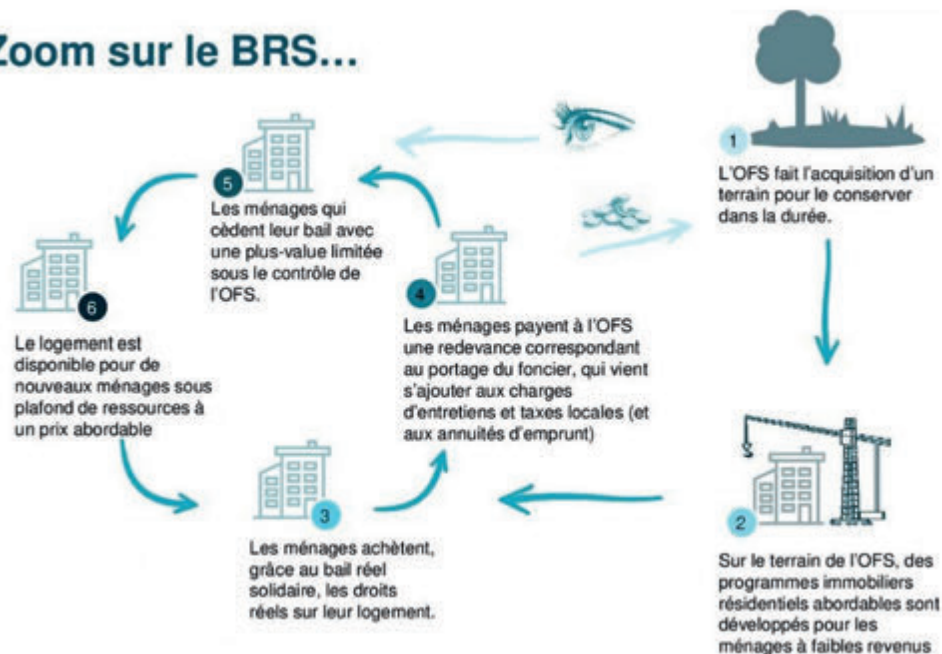 Zoom sur le BRS...
1
L'OFS fait l'acquisition d'un
terrain pour le conserver
dans la durée.
2
Sur le terrain de l'OFS, des
programmes immobiliers
résidentiels abordables sont
développés pour les
ménages à faibles revenus
3
Les ménages achètent,
grâce au bail réel
solidaire, les droits
réels sur leur logement.
4
Les ménages payent à l'OFS
une redevance correspondant
au portage du foncier, qui vient
s'ajouter aux charges
d'entretiens et taxes locales (et
aux annuités d'emprunt)
5
Les ménages qui
cèdent leur bail avec
une plus-value limitée
sous le contrôle de
l'OFS.
6
Le logement est
disponible pour de
nouveaux ménages sous
plafond de ressources à
un prix abordable